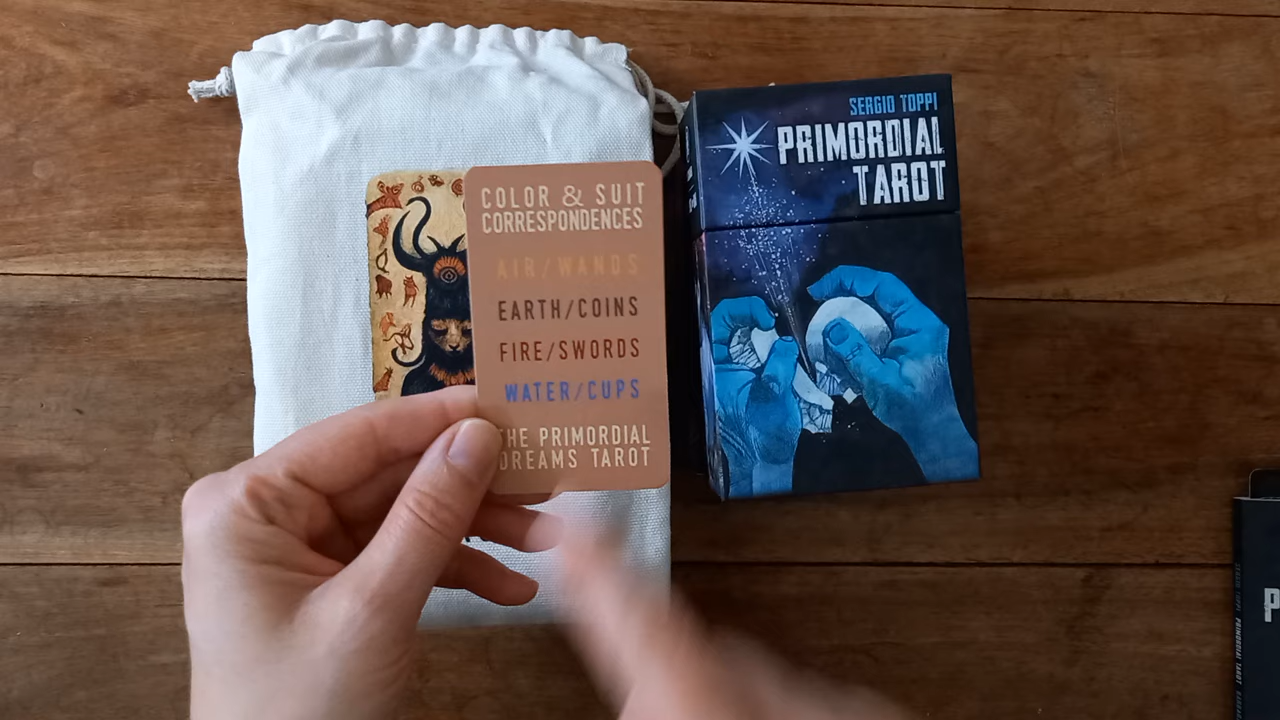 COLOR & SUIT
CORRESPONDENCES
AIR/WANDS
EARTH/COINS
FIRE/SWORDS
WATER/CUPS
THE PRIMORDIAL
DREAMS TAROT
SERGIO TOPPI
PRIMORDIAL
TAROT